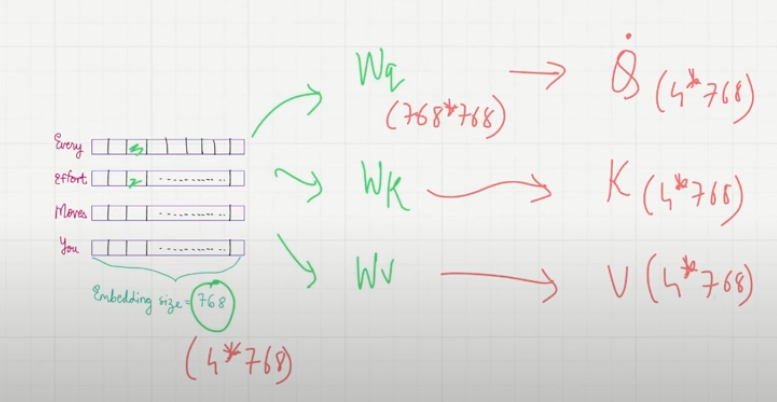 Every
Effort
Moves
You
Embedding size = 768
(4*768)
Wq
(768*768)
WK
WV
Q (4*768)
K (4*768)
V (4*768)